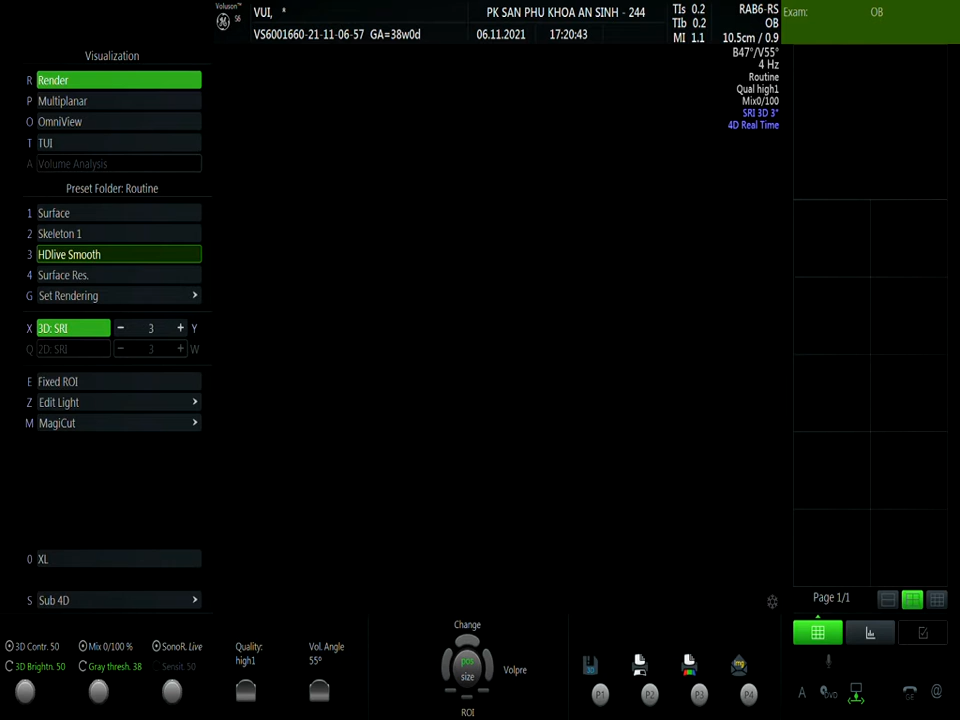 Voluson™
S6
VUI, *
PK SAN PHU KHOA AN SINH - 244
TIs 0.2
TIb 0.2
MI 1.1
RAB6-RS
OB
10.5cm / 0.9
VS6001660-21-11-06-57 GA=38w0d
06.11.2021
17:20:43
Exam: OB
B47°/V55°
4 Hz
Routine
Qual high1
Mix0/100
SRI 3D 3°
4D Real Time
Visualization
R Render
P Multiplanar
O OmniView
T TUI
A Volume Analysis
Preset Folder: Routine
1 Surface
2 Skeleton 1
3 HDlive Smooth
4 Surface Res.
G Set Rendering >
X 3D: SRI − 3 + Y
Q 2D: SRI − 3 + W
E Fixed ROI
Z Edit Light >
M MagiCut >
0 XL
S Sub 4D >
Page 1/1
3D Contr. 50
Mix 0/100 %
SonoR. Live
3D Brightn. 50
Gray thresh. 38
Sensit. 50
Quality:
high1
Vol. Angle
55°
Change
pos
size
Volpre
ROI
3D
img
P1
P2
P3
P4
A
DVD
GE
@